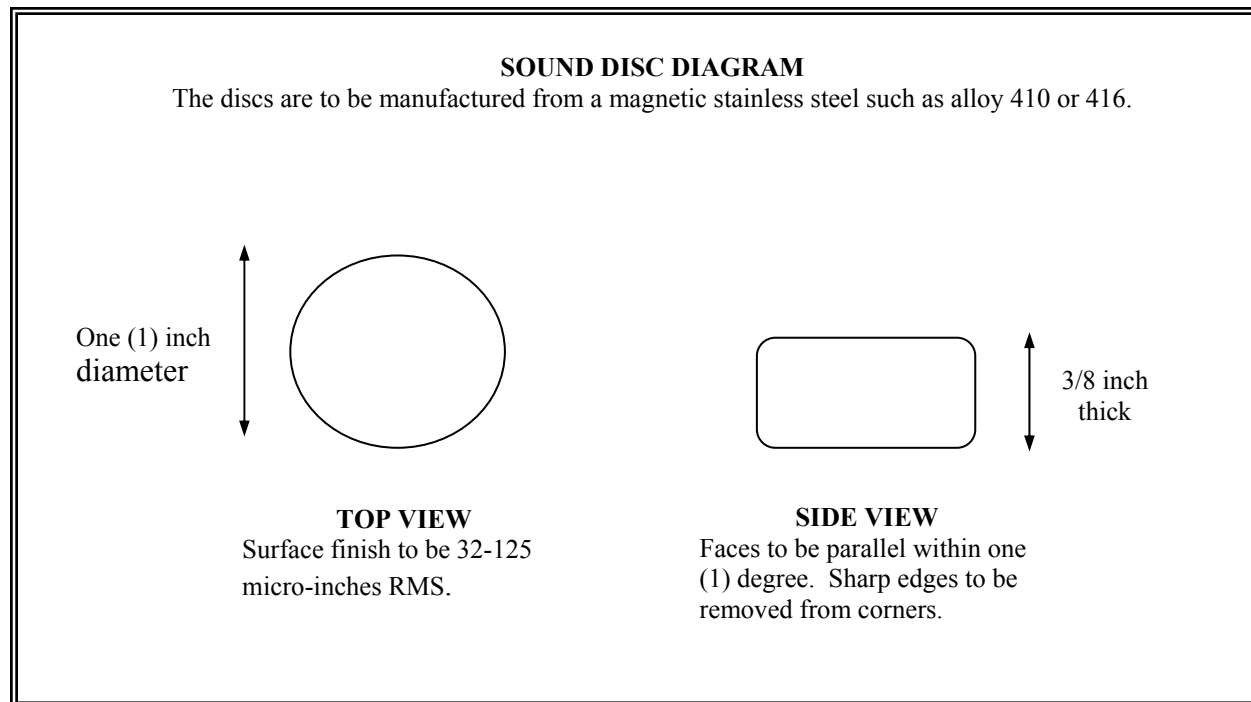 SOUND DISC DIAGRAM
The discs are to be manufactured from a magnetic stainless steel such as alloy 410 or 416.
One (1) inch
diameter
3/8 inch
thick
TOP VIEW
Surface finish to be 32-125
micro-inches RMS.
SIDE VIEW
Faces to be parallel within one
(1) degree.  Sharp edges to be
removed from corners.